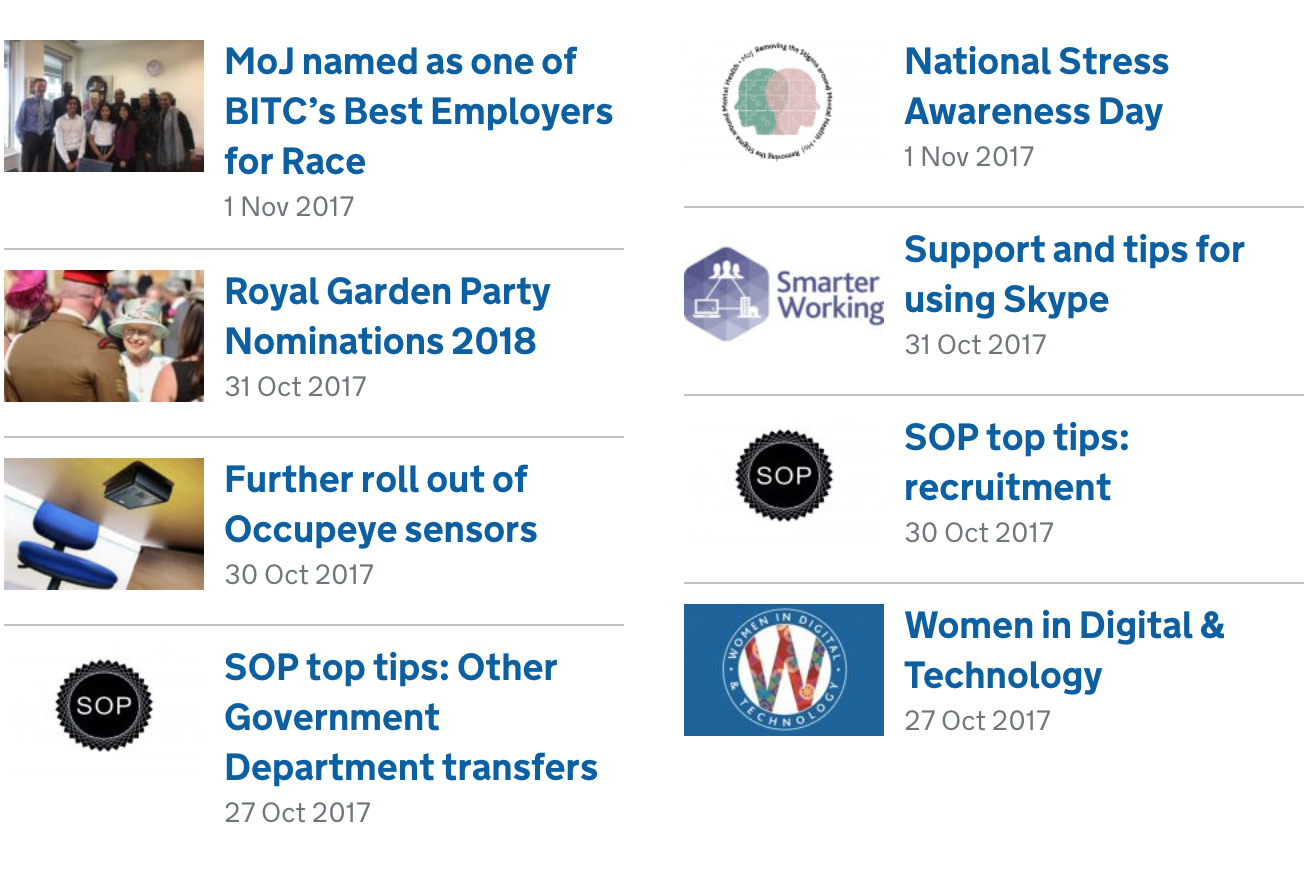 MoJ named as one of
BITC’s Best Employers
for Race
1 Nov 2017
Royal Garden Party
Nominations 2018
31 Oct 2017
Further roll out of
Occupeye sensors
30 Oct 2017
SOP
SOP top tips: Other
Government
Department transfers
27 Oct 2017
MoJ • Removing the Stigma around Mental Health • MoJ • Removing the Stigma around Mental Health •
National Stress
Awareness Day
1 Nov 2017
Smarter
Working
Support and tips for
using Skype
31 Oct 2017
SOP
SOP top tips:
recruitment
30 Oct 2017
WOMEN IN DIGITAL
& TECHNOLOGY
W
Women in Digital &
Technology
27 Oct 2017